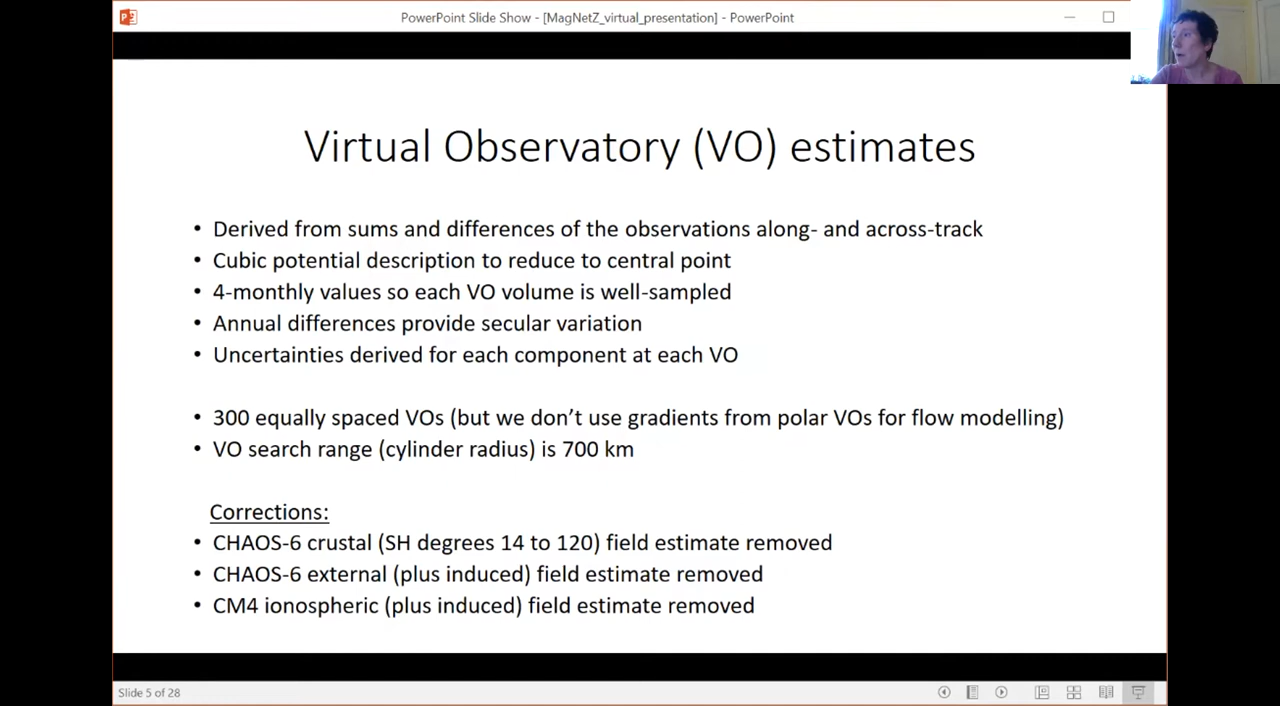 PowerPoint Slide Show - [MagNetZ_virtual_presentation] - PowerPoint
Virtual Observatory (VO) estimates
• Derived from sums and differences of the observations along- and across-track
• Cubic potential description to reduce to central point
• 4-monthly values so each VO volume is well-sampled
• Annual differences provide secular variation
• Uncertainties derived for each component at each VO
• 300 equally spaced VOs (but we don’t use gradients from polar VOs for flow modelling)
• VO search range (cylinder radius) is 700 km
Corrections:
• CHAOS-6 crustal (SH degrees 14 to 120) field estimate removed
• CHAOS-6 external (plus induced) field estimate removed
• CM4 ionospheric (plus induced) field estimate removed
Slide 5 of 28